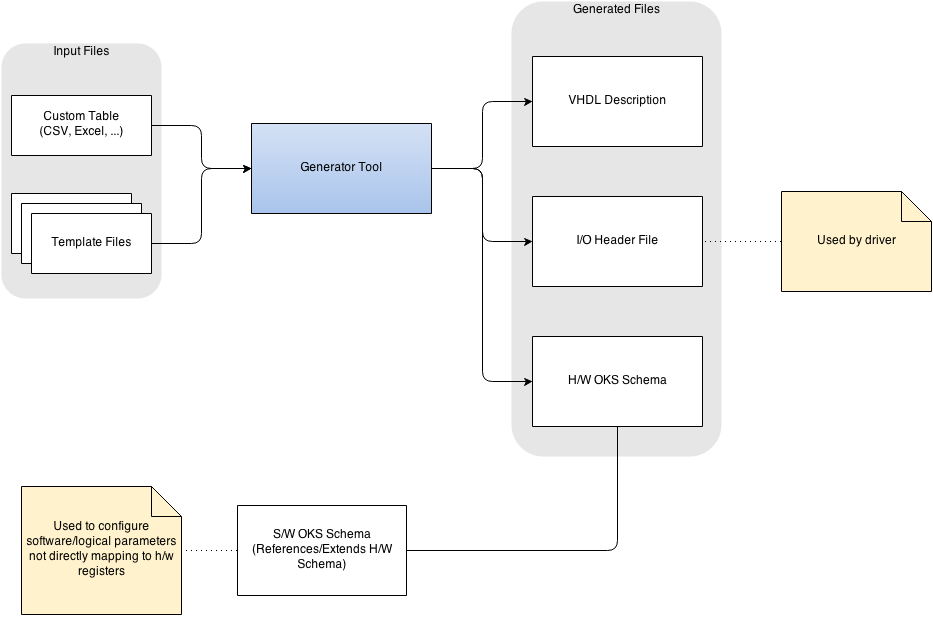 Generated Files
Input Files
Custom Table
(CSV, Excel, ...)
VHDL Description
Generator Tool
Template Files
I/O Header File
Used by driver
H/W OKS Schema
Used to configure
software/logical parameters
not directly mapping to h/w
registers
S/W OKS Schema
(References/Extends H/W
Schema)